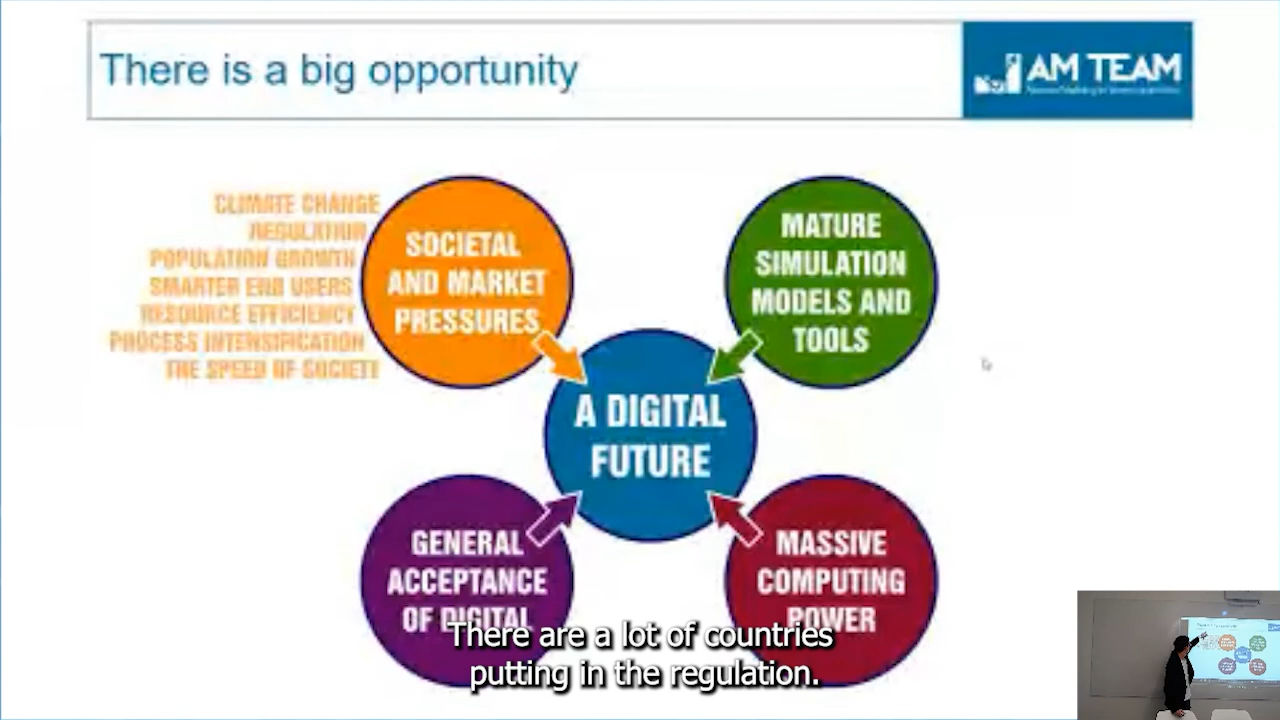 There is a big opportunity
AM TEAM
CLIMATE CHANGE
REGULATION
POPULATION GROWTH
SMARTER END USERS
RESOURCE EFFICIENCY
PROCESS INTENSIFICATION
THE SPEED OF SOCIETY
SOCIETAL
AND MARKET
PRESSURES
MATURE
SIMULATION
MODELS AND
TOOLS
A DIGITAL
FUTURE
GENERAL
ACCEPTANCE
OF DIGITAL
MASSIVE
COMPUTING
POWER
There are a lot of countries
putting in the regulation.